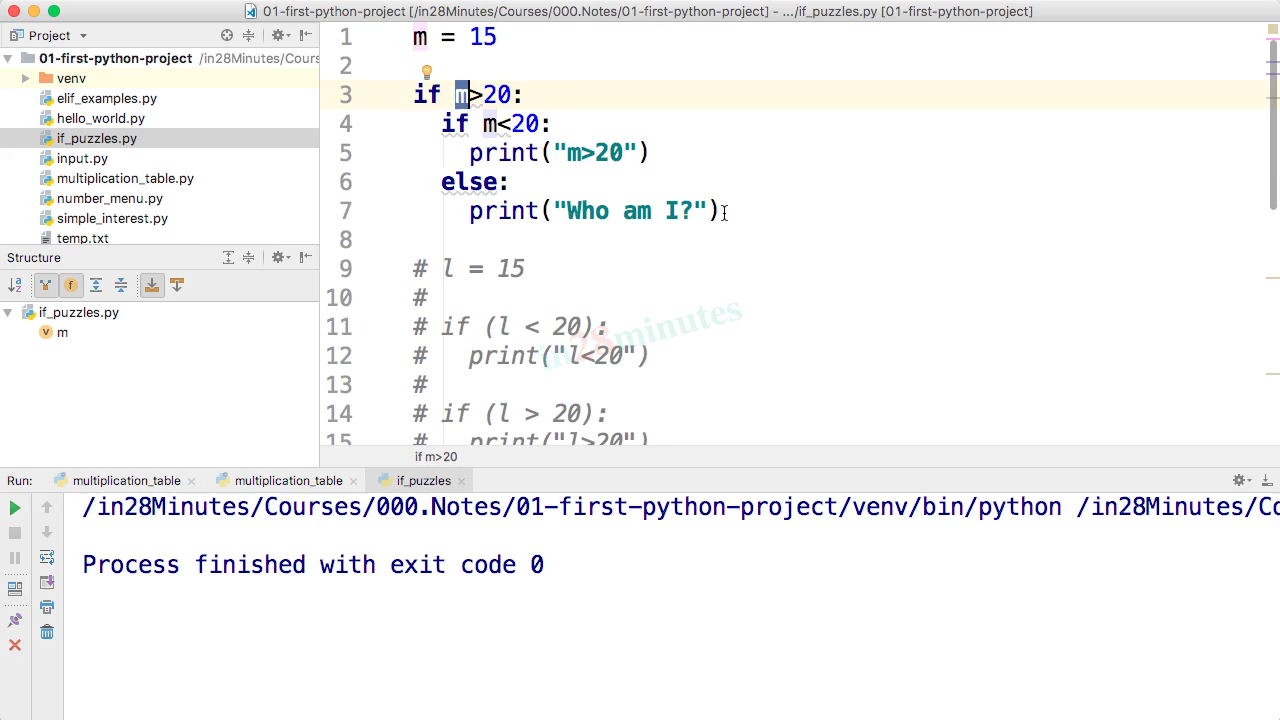 01-first-python-project [/in28Minutes/Courses/000.Notes/01-first-python-project] - .../if_puzzles.py [01-first-python-project]
Project
01-first-python-project /in28Minutes/Cours
venv
elif_examples.py
hello_world.py
if_puzzles.py
input.py
multiplication_table.py
number_menu.py
simple_interest.py
temp.txt
Structure
if_puzzles.py
v m
1 m = 15
2
3 if m>20:
4 if m<20:
5 print("m>20")
6 else:
7 print("Who am I?")
8
9 # l = 15
10 #
11 # if (l < 20):
12 # print("l<20")
13 #
14 # if (l > 20):
15 # print("l>20")
in28minutes
if m>20
Run: multiplication_table multiplication_table if_puzzles
/in28Minutes/Courses/000.Notes/01-first-python-project/venv/bin/python /in28Minutes/Co
Process finished with exit code 0